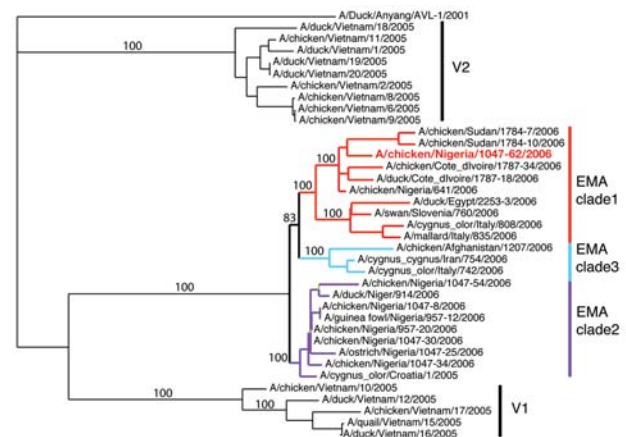 A/Duck/Anyang/AVL-1/2001
A/duck/Vietnam/18/2005
100
A/chicken/Vietnam/11/2005
A/duck/Vietnam/1/2005
A/duck/Vietnam/19/2005
A/duck/Vietnam/20/2005
V2
A/chicken/Vietnam/2/2005
A/chicken/Vietnam/8/2005
A/chicken/Vietnam/6/2005
A/chicken/Vietnam/9/2005
A/chicken/Sudan/1784-7/2006
A/chicken/Sudan/1784-10/2006
A/chicken/Nigeria/1047-62/2006
100
A/chicken/Cote_dIvoire/1787-34/2006
A/duck/Cote_dIvoire/1787-18/2006
100
A/chicken/Nigeria/641/2006
EMA
clade1
A/duck/Egypt/2253-3/2006
100
A/swan/Slovenia/760/2006
83
A/cygnus_olor/Italy/808/2006
A/mallard/Italy/835/2006
A/chicken/Afghanistan/1207/2006
100
A/cygnus_cygnus/Iran/754/2006
A/cygnus_olor/Italy/742/2006
EMA
clade3
A/chicken/Nigeria/1047-54/2006
100
A/duck/Niger/914/2006
A/chicken/Nigeria/1047-8/2006
A/guinea fowl/Nigeria/957-12/2006
A/chicken/Nigeria/957-20/2006
A/chicken/Nigeria/1047-30/2006
EMA
clade2
A/ostrich/Nigeria/1047-25/2006
100
A/chicken/Nigeria/1047-34/2006
A/cygnus_olor/Croatia/1/2005
A/chicken/Vietnam/10/2005
100
A/duck/Vietnam/12/2005
100
A/chicken/Vietnam/17/2005
V1
A/quail/Vietnam/15/2005
A/duck/Vietnam/16/2005